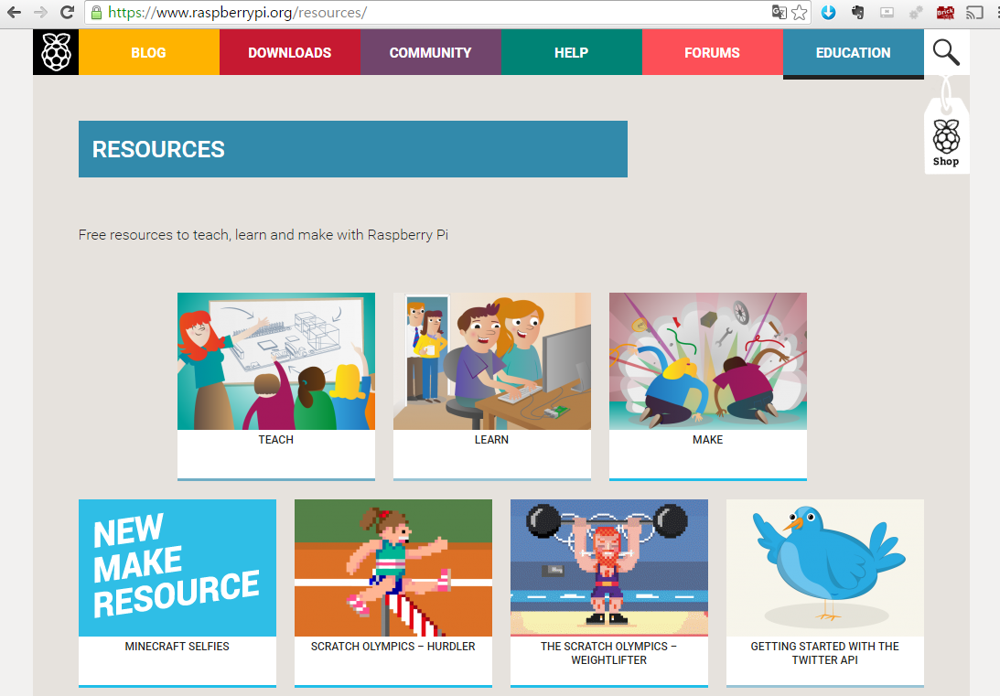 https://www.raspberrypi.org/resources/
BLOG
DOWNLOADS
COMMUNITY
HELP
FORUMS
EDUCATION
Shop
RESOURCES
Free resources to teach, learn and make with Raspberry Pi
TEACH
LEARN
MAKE
NEW
MAKE
RESOURCE
MINECRAFT SELFIES
SCRATCH OLYMPICS – HURDLER
THE SCRATCH OLYMPICS –
WEIGHTLIFTER
GETTING STARTED WITH THE
TWITTER API